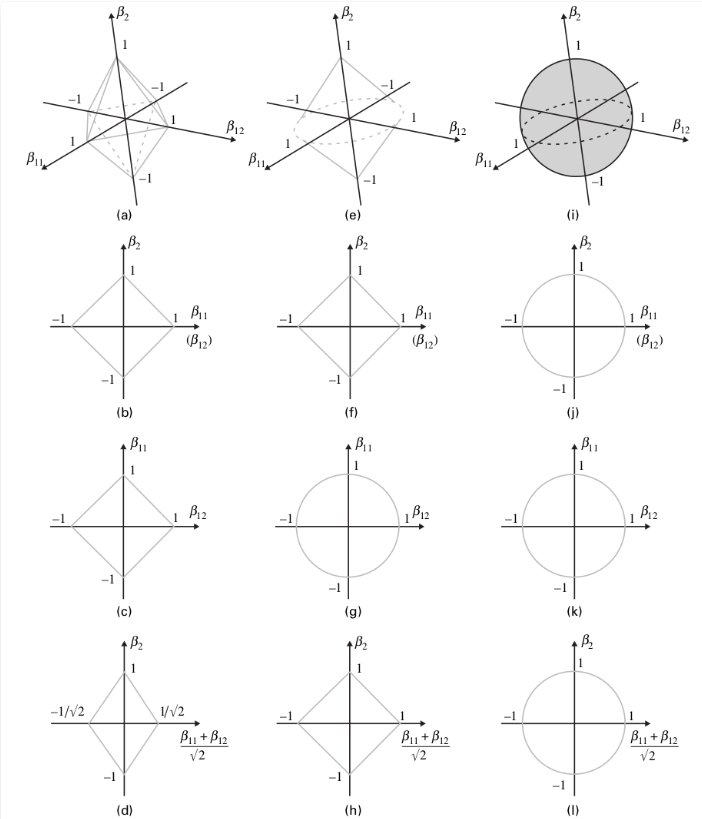 β₂ β₂ β₂
1 1 1
−1 −1 −1 −1
1 1 β₁₂ 1 1 β₁₂ 1 1 β₁₂
β₁₁ β₁₁ β₁₁
−1 −1 −1
(a) (e) (i)
β₂ β₂ β₂
1 1 1
−1 1 β₁₁ −1 1 β₁₁ −1 1 β₁₁
(β₁₂) (β₁₂) (β₁₂)
−1 −1 −1
(b) (f) (j)
β₁₁ β₁₁ β₁₁
1 1 1
−1 1 β₁₂ −1 1 β₁₂ −1 1 β₁₂
−1 −1 −1
(c) (g) (k)
β₂ β₂ β₂
1 1 1
−1/√2 1/√2 −1 1 −1 1
β₁₁ + β₁₂ β₁₁ + β₁₂ β₁₁ + β₁₂
√2 √2 √2
−1 −1 −1
(d) (h) (l)